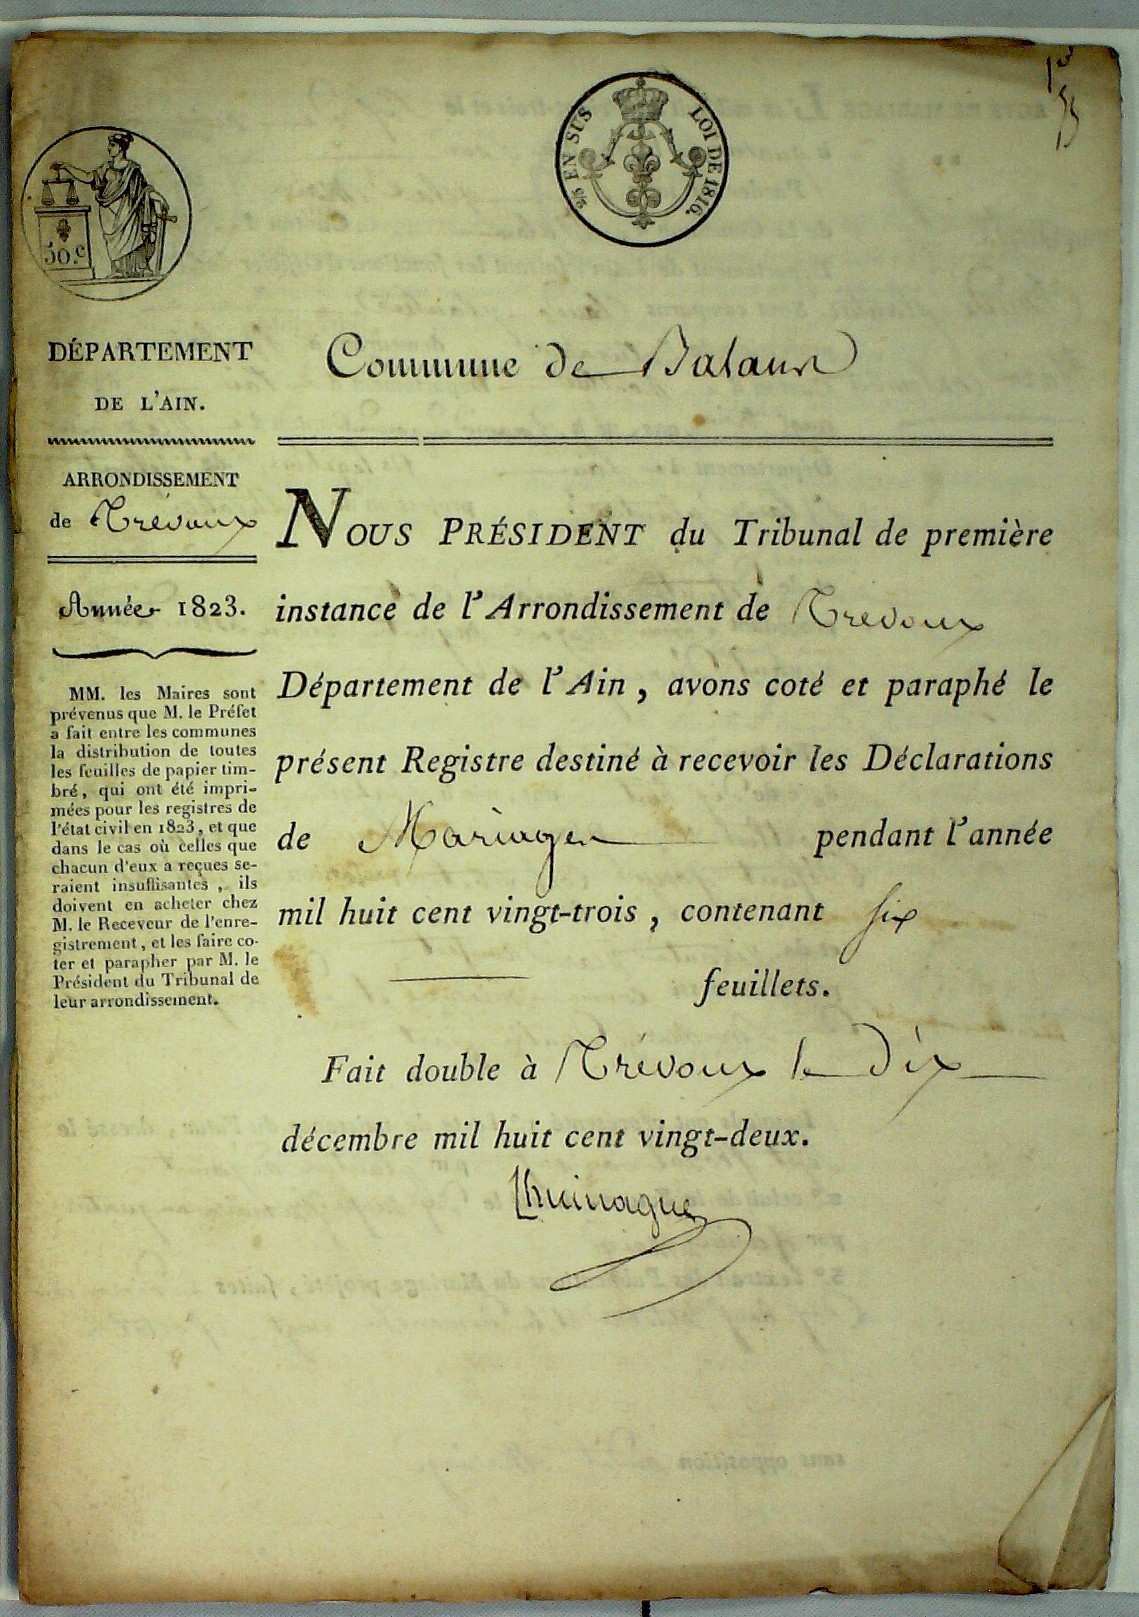 1er
2/5 EN SUS LOI DE 1816.
50.c
DÉPARTEMENT
DE L'AIN.
ARRONDISSEMENT
de Trévoux
Année 1823.
MM. les Maires sont
prévenus que M. le Préfet
a fait entre les communes
la distribution de toutes
les feuilles de papier tim-
bré, qui ont été impri-
mées pour les registres de
l'état civil en 1823, et que
dans le cas où celles que
chacun d'eux a reçues se-
raient insuffisantes, ils
doivent en acheter chez
M. le Receveur de l'enre-
gistrement, et les faire co-
ter et parapher par M. le
Président du Tribunal de
leur arrondissement.
Commune de Balan
NOUS PRÉSIDENT du Tribunal de première
instance de l'Arrondissement de Trévoux
Département de l'Ain, avons coté et paraphé le
présent Registre destiné à recevoir les Déclarations
de Mariages pendant l'année
mil huit cent vingt-trois, contenant six
feuillets.
Fait double à Trévoux le dix
décembre mil huit cent vingt-deux.